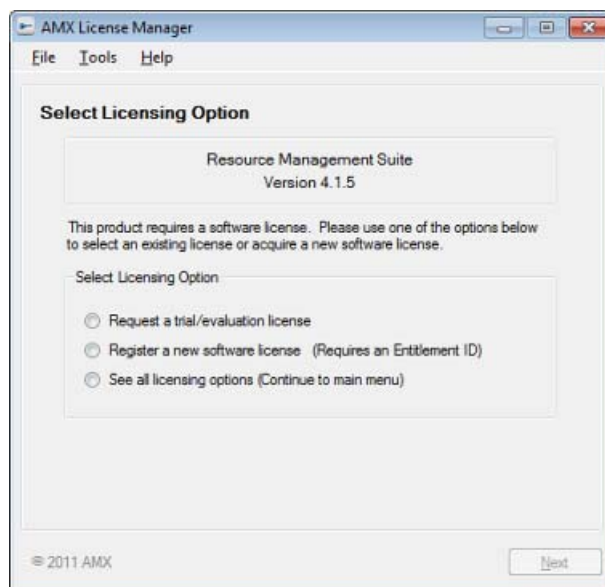 AMX License Manager
File Tools Help
Select Licensing Option
Resource Management Suite
Version 4.1.5
This product requires a software license. Please use one of the options below
to select an existing license or acquire a new software license.
Select Licensing Option
Request a trial/evaluation license
Register a new software license (Requires an Entitlement ID)
See all licensing options (Continue to main menu)
© 2011 AMX
Next